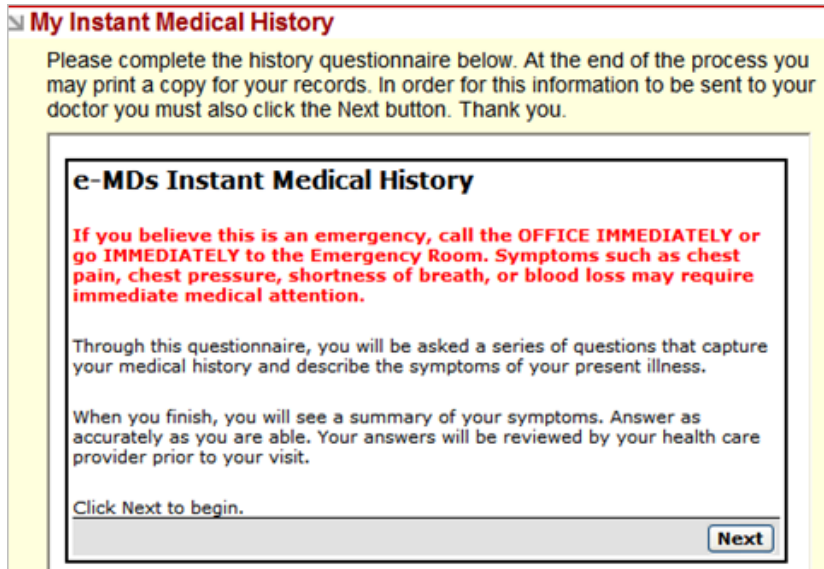 My Instant Medical History
Please complete the history questionnaire below. At the end of the process you
may print a copy for your records. In order for this information to be sent to your
doctor you must also click the Next button. Thank you.
e-MDs Instant Medical History
If you believe this is an emergency, call the OFFICE IMMEDIATELY or
go IMMEDIATELY to the Emergency Room. Symptoms such as chest
pain, chest pressure, shortness of breath, or blood loss may require
immediate medical attention.
Through this questionnaire, you will be asked a series of questions that capture
your medical history and describe the symptoms of your present illness.
When you finish, you will see a summary of your symptoms. Answer as
accurately as you are able. Your answers will be reviewed by your health care
provider prior to your visit.
Click Next to begin.
Next